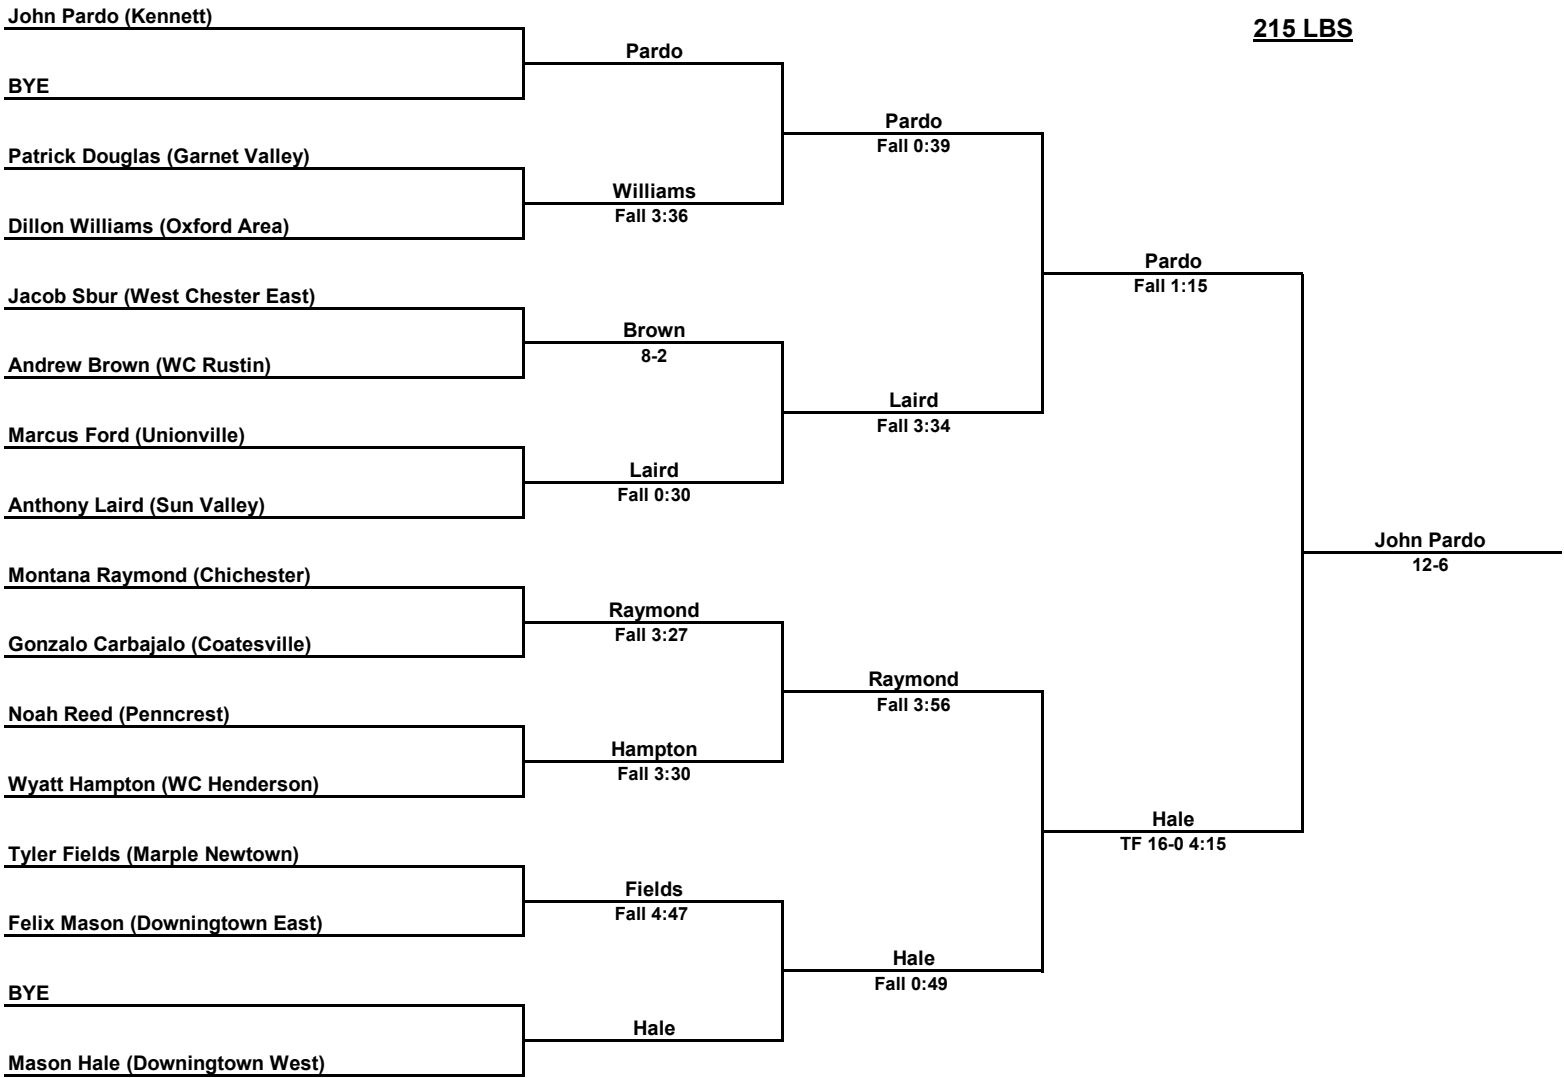 John Pardo (Kennett)
215 LBS
Pardo
BYE
Pardo
Fall 0:39
Patrick Douglas (Garnet Valley)
Williams
Fall 3:36
Dillon Williams (Oxford Area)
Pardo
Fall 1:15
Jacob Sbur (West Chester East)
Brown
8-2
Andrew Brown (WC Rustin)
Laird
Fall 3:34
Marcus Ford (Unionville)
Laird
Fall 0:30
Anthony Laird (Sun Valley)
John Pardo
12-6
Montana Raymond (Chichester)
Raymond
Fall 3:27
Gonzalo Carbajalo (Coatesville)
Raymond
Fall 3:56
Noah Reed (Penncrest)
Hampton
Fall 3:30
Wyatt Hampton (WC Henderson)
Hale
TF 16-0 4:15
Tyler Fields (Marple Newtown)
Fields
Fall 4:47
Felix Mason (Downingtown East)
Hale
Fall 0:49
BYE
Hale
Mason Hale (Downingtown West)